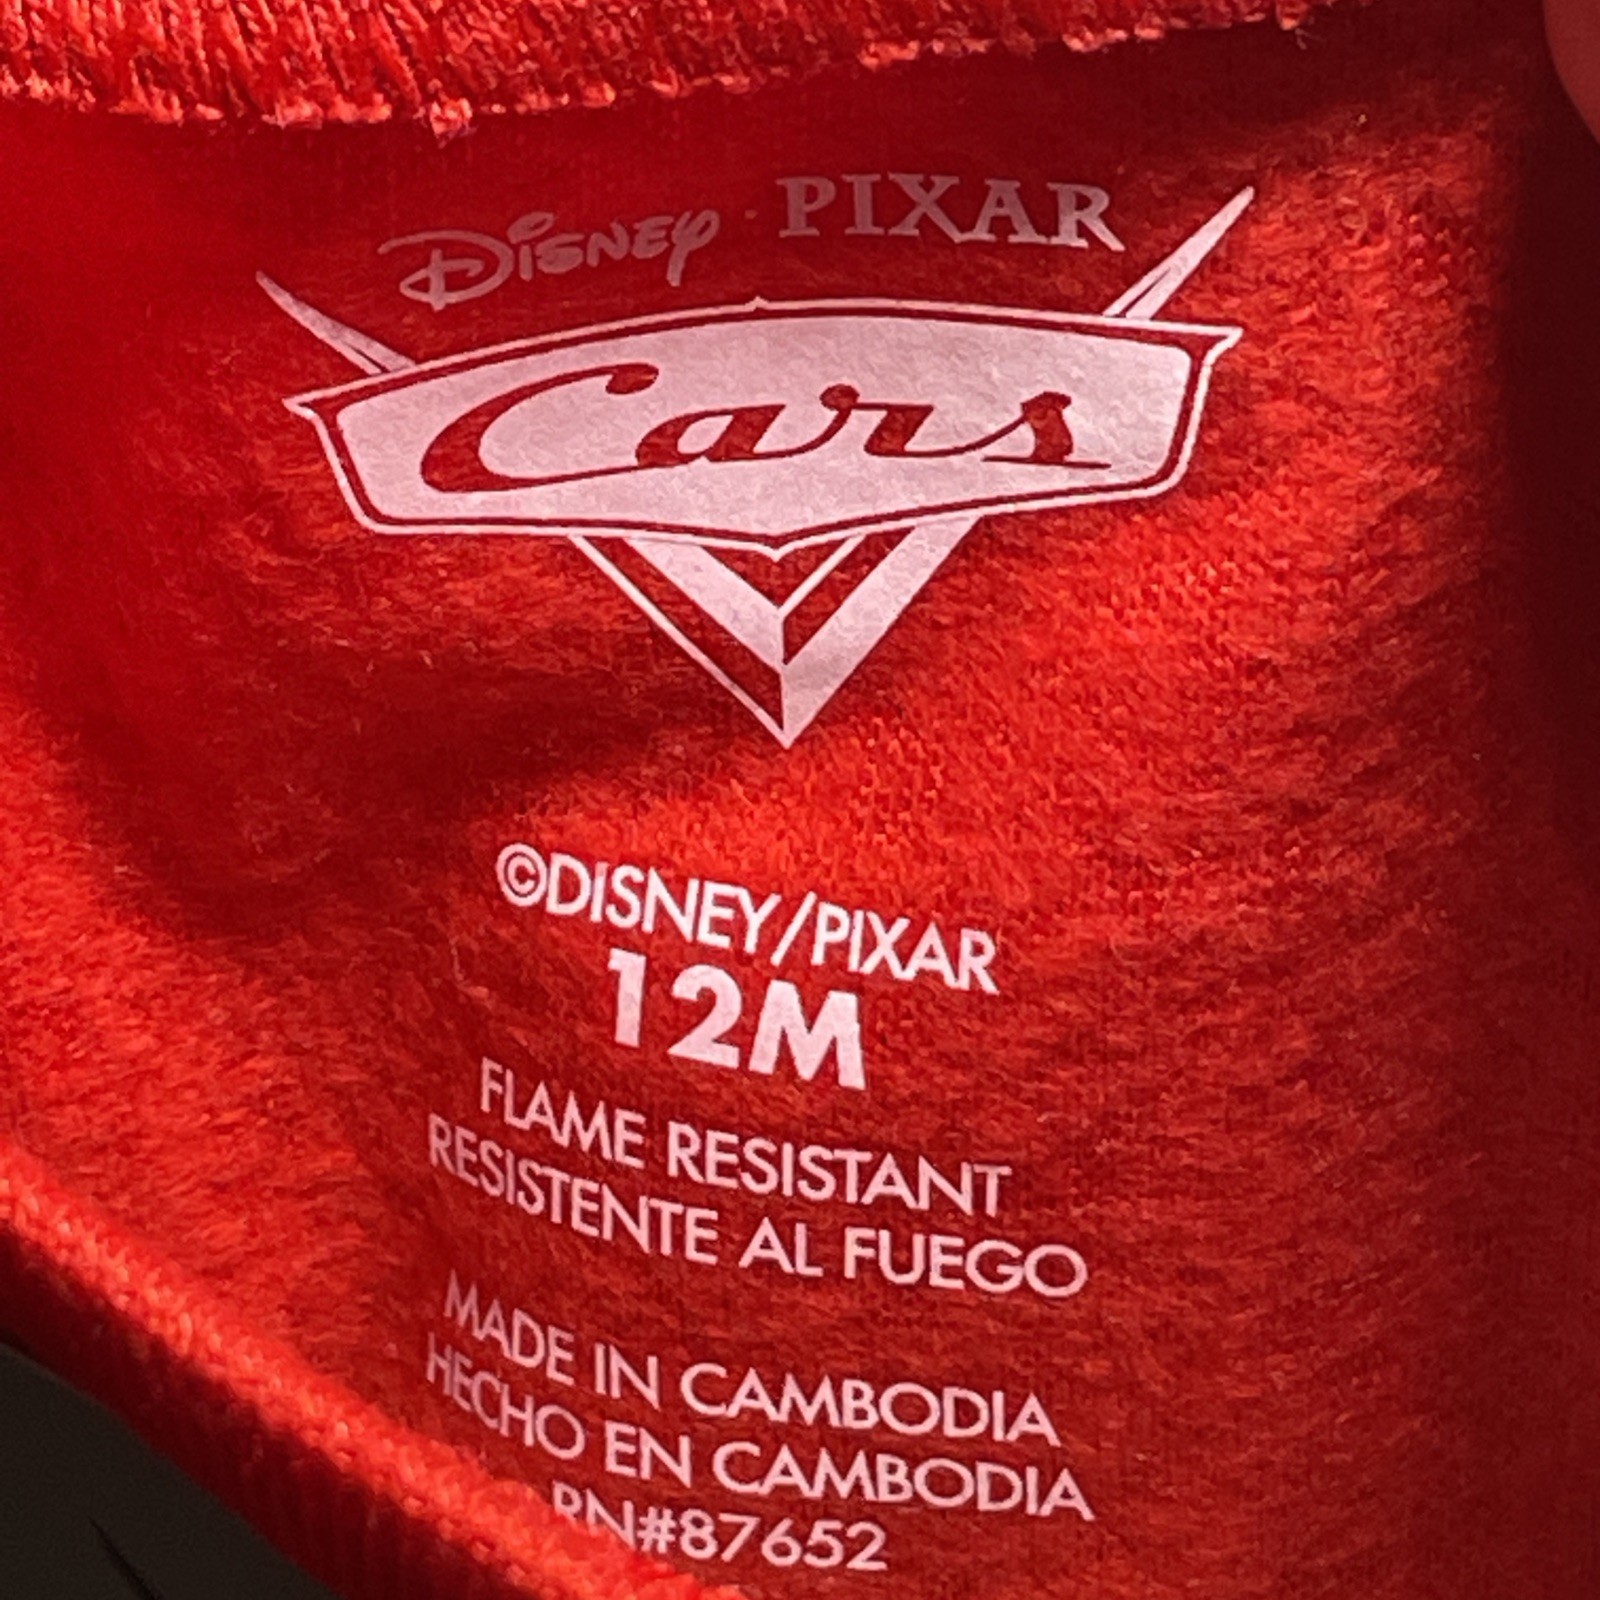 Disney · PIXAR
Cars
©DISNEY/PIXAR
12M
FLAME RESISTANT
RESISTENTE AL FUEGO
MADE IN CAMBODIA
HECHO EN CAMBODIA
RN#87652